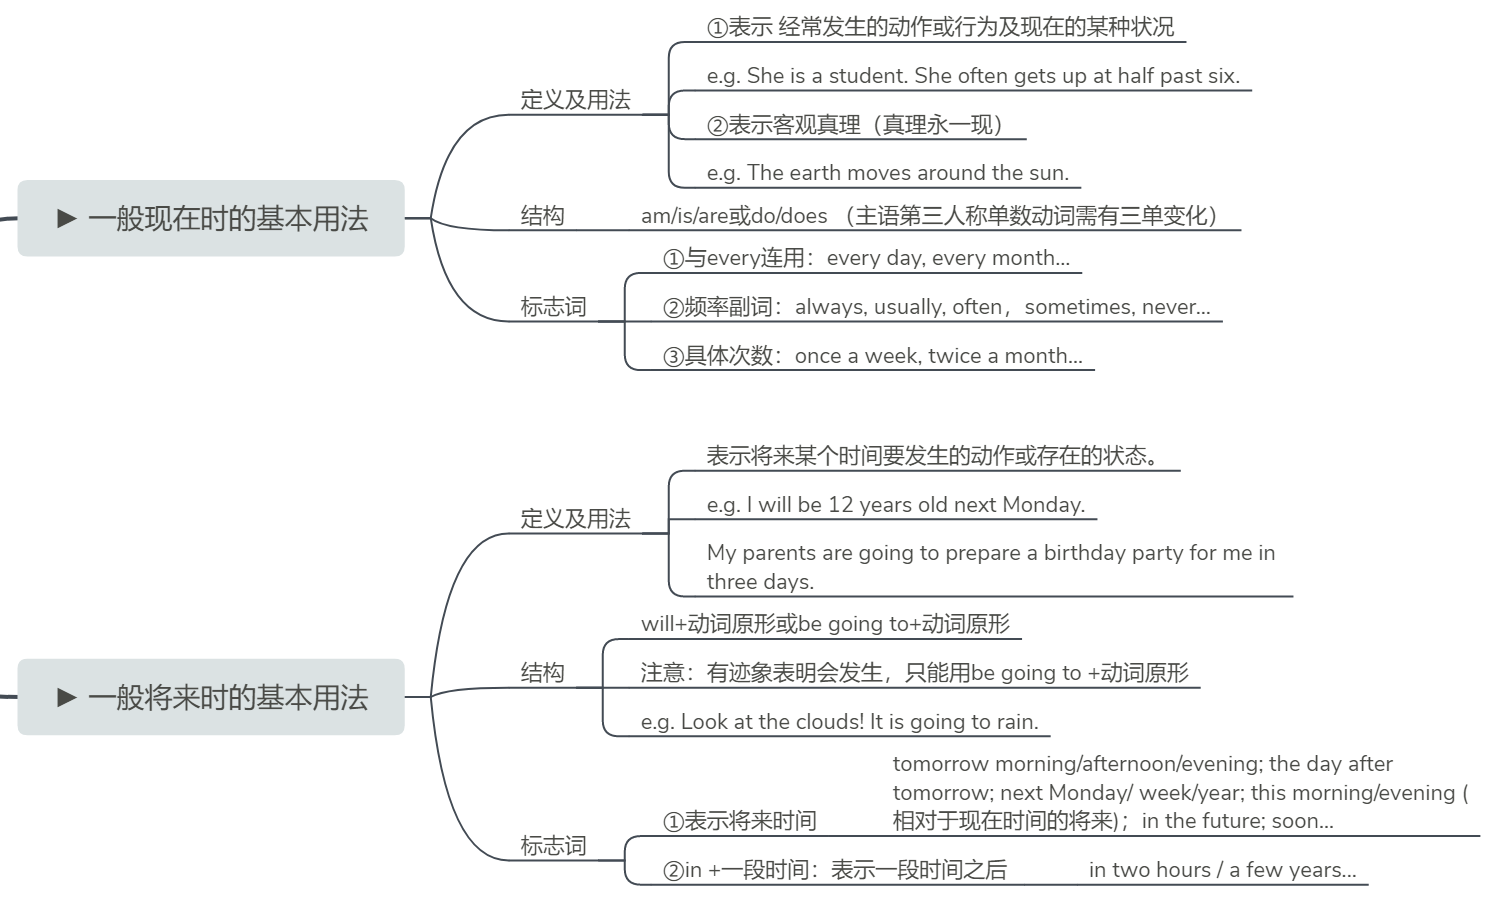 ▶ 一般现在时的基本用法
定义及用法
①表示 经常发生的动作或行为及现在的某种状况
e.g. She is a student. She often gets up at half past six.
②表示客观真理（真理永一现）
e.g. The earth moves around the sun.
结构
am/is/are或do/does （主语第三人称单数动词需有三单变化）
标志词
①与every连用：every day, every month...
②频率副词：always, usually, often，sometimes, never...
③具体次数：once a week, twice a month...
▶ 一般将来时的基本用法
定义及用法
表示将来某个时间要发生的动作或存在的状态。
e.g. I will be 12 years old next Monday.
My parents are going to prepare a birthday party for me in
three days.
结构
will+动词原形或be going to+动词原形
注意：有迹象表明会发生，只能用be going to +动词原形
e.g. Look at the clouds! It is going to rain.
标志词
①表示将来时间
tomorrow morning/afternoon/evening; the day after
tomorrow; next Monday/ week/year; this morning/evening (
相对于现在时间的将来)；in the future; soon...
②in +一段时间：表示一段时间之后
in two hours / a few years...